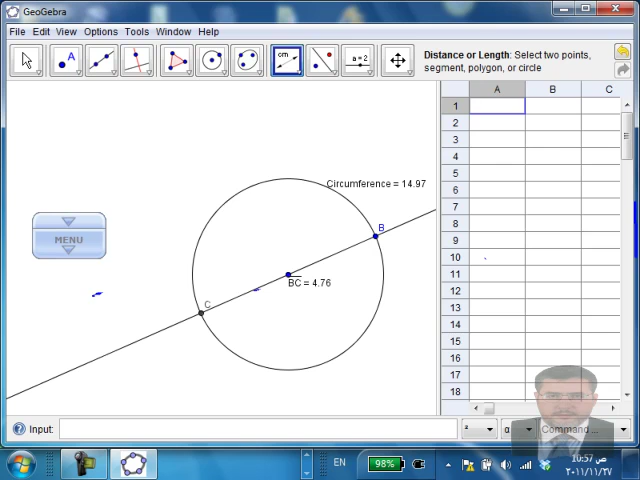 GeoGebra
File Edit View Options Tools Window Help
A
cm
a = 2
Distance or Length: Select two points,
segment, polygon, or circle
A B C
1
2
3
4
5
6
7
8
9
10
11
12
13
14
15
16
17
18
Circumference = 14.97
B
MENU
BC = 4.76
C
Input:
²
α
Command ...
EN
98%
10:57 ص
٢٠١١/١١/٢٧